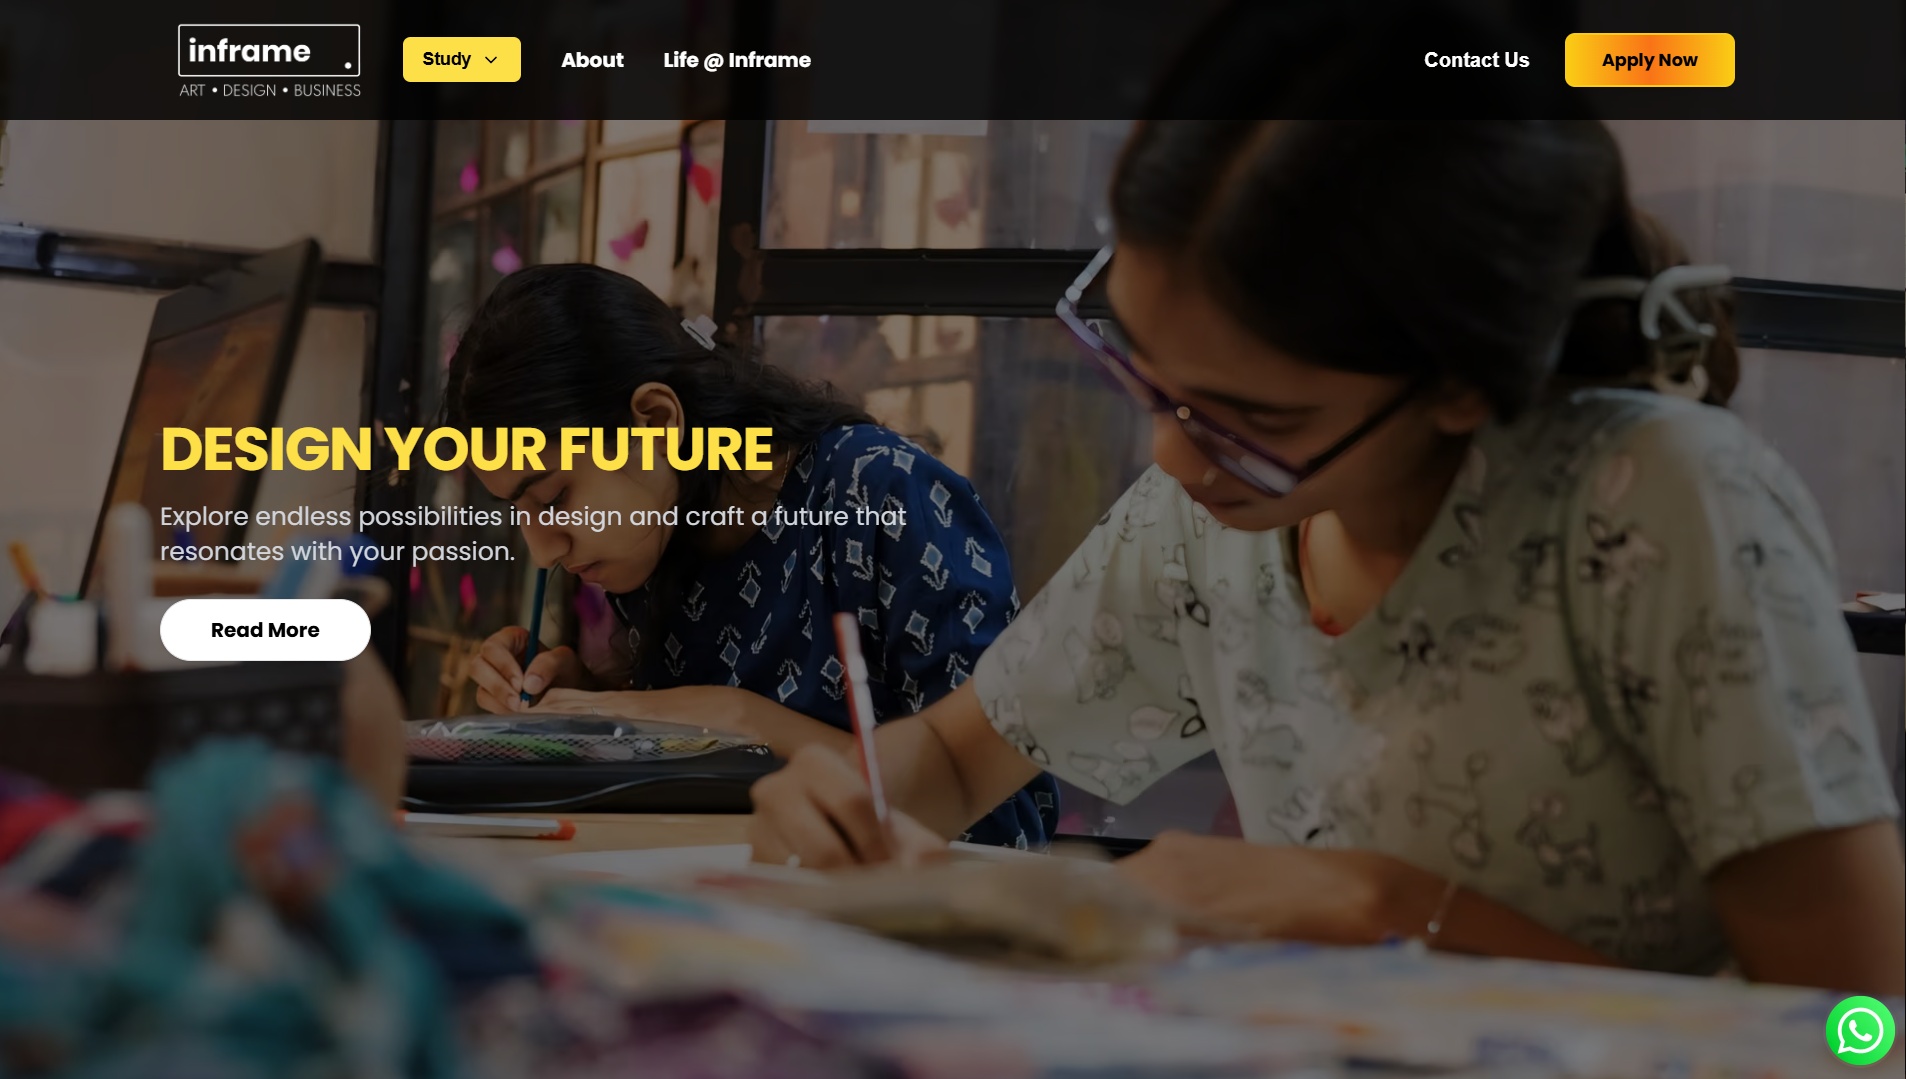 inframe.
ART • DESIGN • BUSINESS
Study
About
Life @ Inframe
Contact Us
Apply Now
DESIGN YOUR FUTURE
Explore endless possibilities in design and craft a future that
resonates with your passion.
Read More